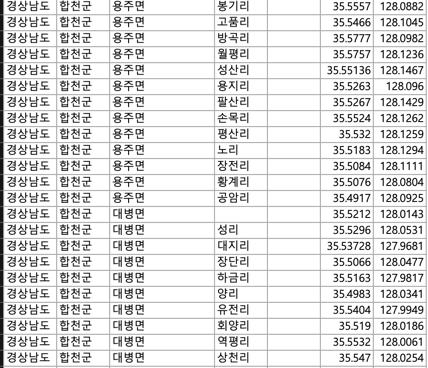 경상남도 합천군 용주면 봉기리 35.5557 128.0882
경상남도 합천군 용주면 고품리 35.5466 128.1045
경상남도 합천군 용주면 방곡리 35.5777 128.0982
경상남도 합천군 용주면 월평리 35.5757 128.1236
경상남도 합천군 용주면 성산리 35.55136 128.1467
경상남도 합천군 용주면 용지리 35.5263 128.096
경상남도 합천군 용주면 팔산리 35.5267 128.1429
경상남도 합천군 용주면 손목리 35.5524 128.1262
경상남도 합천군 용주면 평산리 35.532 128.1259
경상남도 합천군 용주면 노리 35.5183 128.1294
경상남도 합천군 용주면 장전리 35.5084 128.1111
경상남도 합천군 용주면 황계리 35.5076 128.0804
경상남도 합천군 용주면 공암리 35.4917 128.0925
경상남도 합천군 대병면 35.5212 128.0143
경상남도 합천군 대병면 성리 35.5296 128.0531
경상남도 합천군 대병면 대지리 35.53728 127.9681
경상남도 합천군 대병면 장단리 35.5066 128.0477
경상남도 합천군 대병면 하금리 35.5163 127.9817
경상남도 합천군 대병면 양리 35.4983 128.0341
경상남도 합천군 대병면 유전리 35.5404 127.9949
경상남도 합천군 대병면 회양리 35.519 128.0186
경상남도 합천군 대병면 역평리 35.5532 128.0061
경상남도 합천군 대병면 상천리 35.547 128.0254